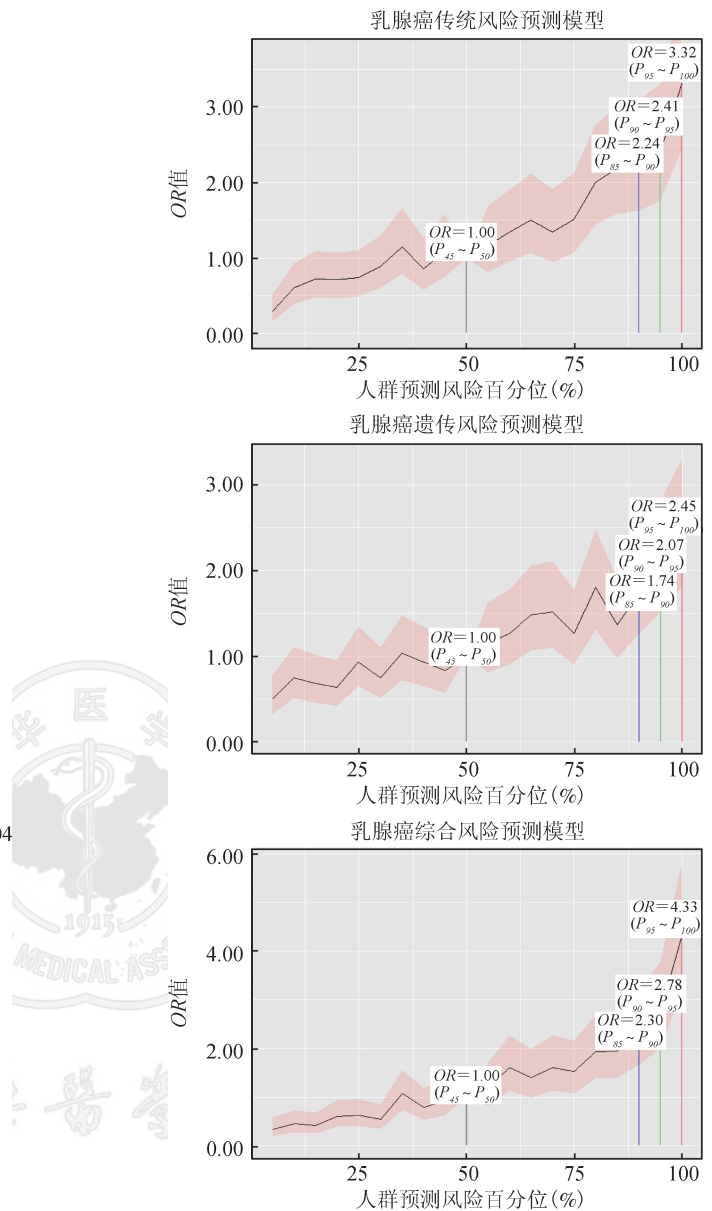 乳腺癌传统风险预测模型
OR=3.32
(P95~P100)
3.00
OR=2.41
(P90~P95)
OR=2.24
(P85~P90)
2.00
OR值
OR=1.00
(P45~P50)
1.00
0.00
25 50 75 100
人群预测风险百分位(%)
乳腺癌遗传风险预测模型
3.00
OR=2.45
(P95~P100)
OR=2.07
(P90~P95)
2.00
OR=1.74
(P85~P90)
OR值
OR=1.00
(P45~P50)
1.00
0.00
25 50 75 100
人群预测风险百分位(%)
乳腺癌综合风险预测模型
6.00
OR=4.33
(P95~P100)
4.00
OR=2.78
(P90~P95)
OR值
OR=2.30
(P85~P90)
2.00
OR=1.00
(P45~P50)
0.00
25 50 75 100
人群预测风险百分位(%)
华医学
04
1915
MEDICAL ASS